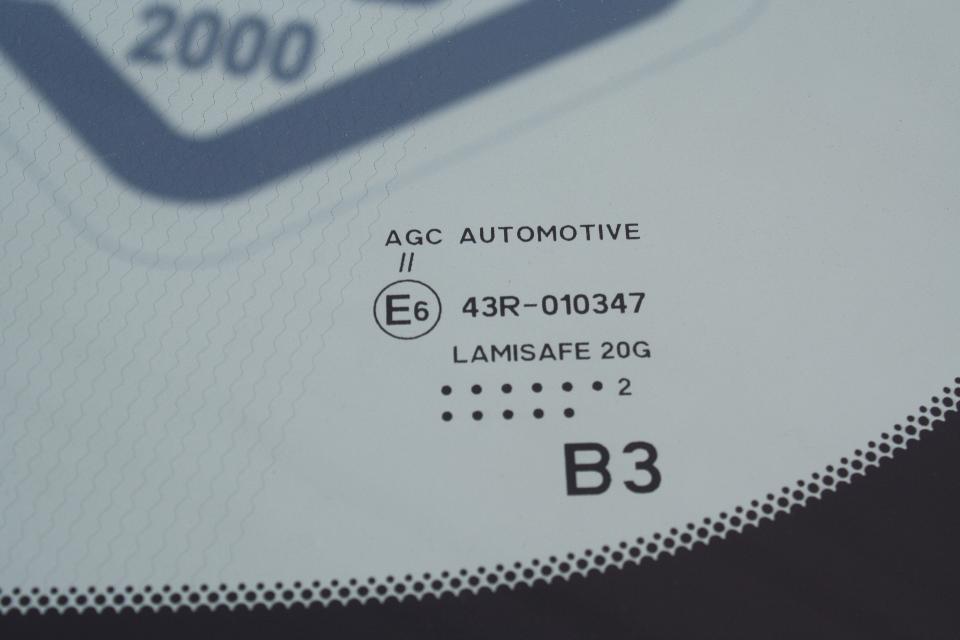 2000
AGC AUTOMOTIVE
//
E6 43R-010347
LAMISAFE 20G
• • • • • • 2
• • • • •
B3